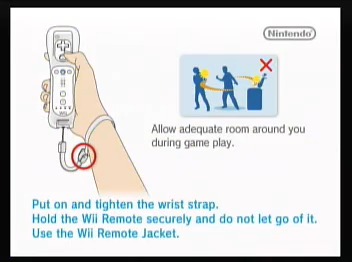 Nintendo
Allow adequate room around you
during game play.
Put on and tighten the wrist strap.
Hold the Wii Remote securely and do not let go of it.
Use the Wii Remote Jacket.